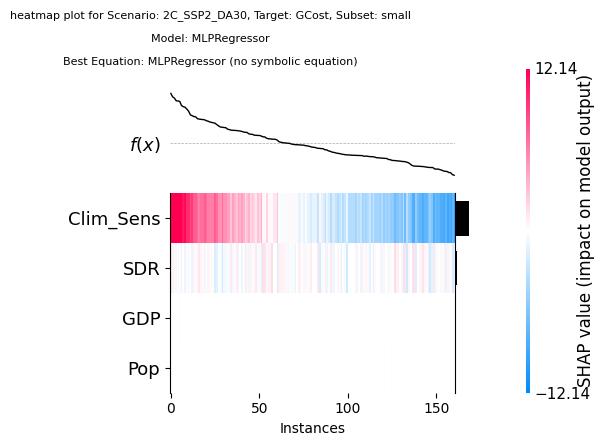 heatmap plot for Scenario: 2C_SSP2_DA30, Target: GCost, Subset: small
Model: MLPRegressor
Best Equation: MLPRegressor (no symbolic equation)
12.14
f(x)
Clim_Sens
SDR
GDP
Pop
SHAP value (impact on model output)
−12.14
0 50 100 150
Instances